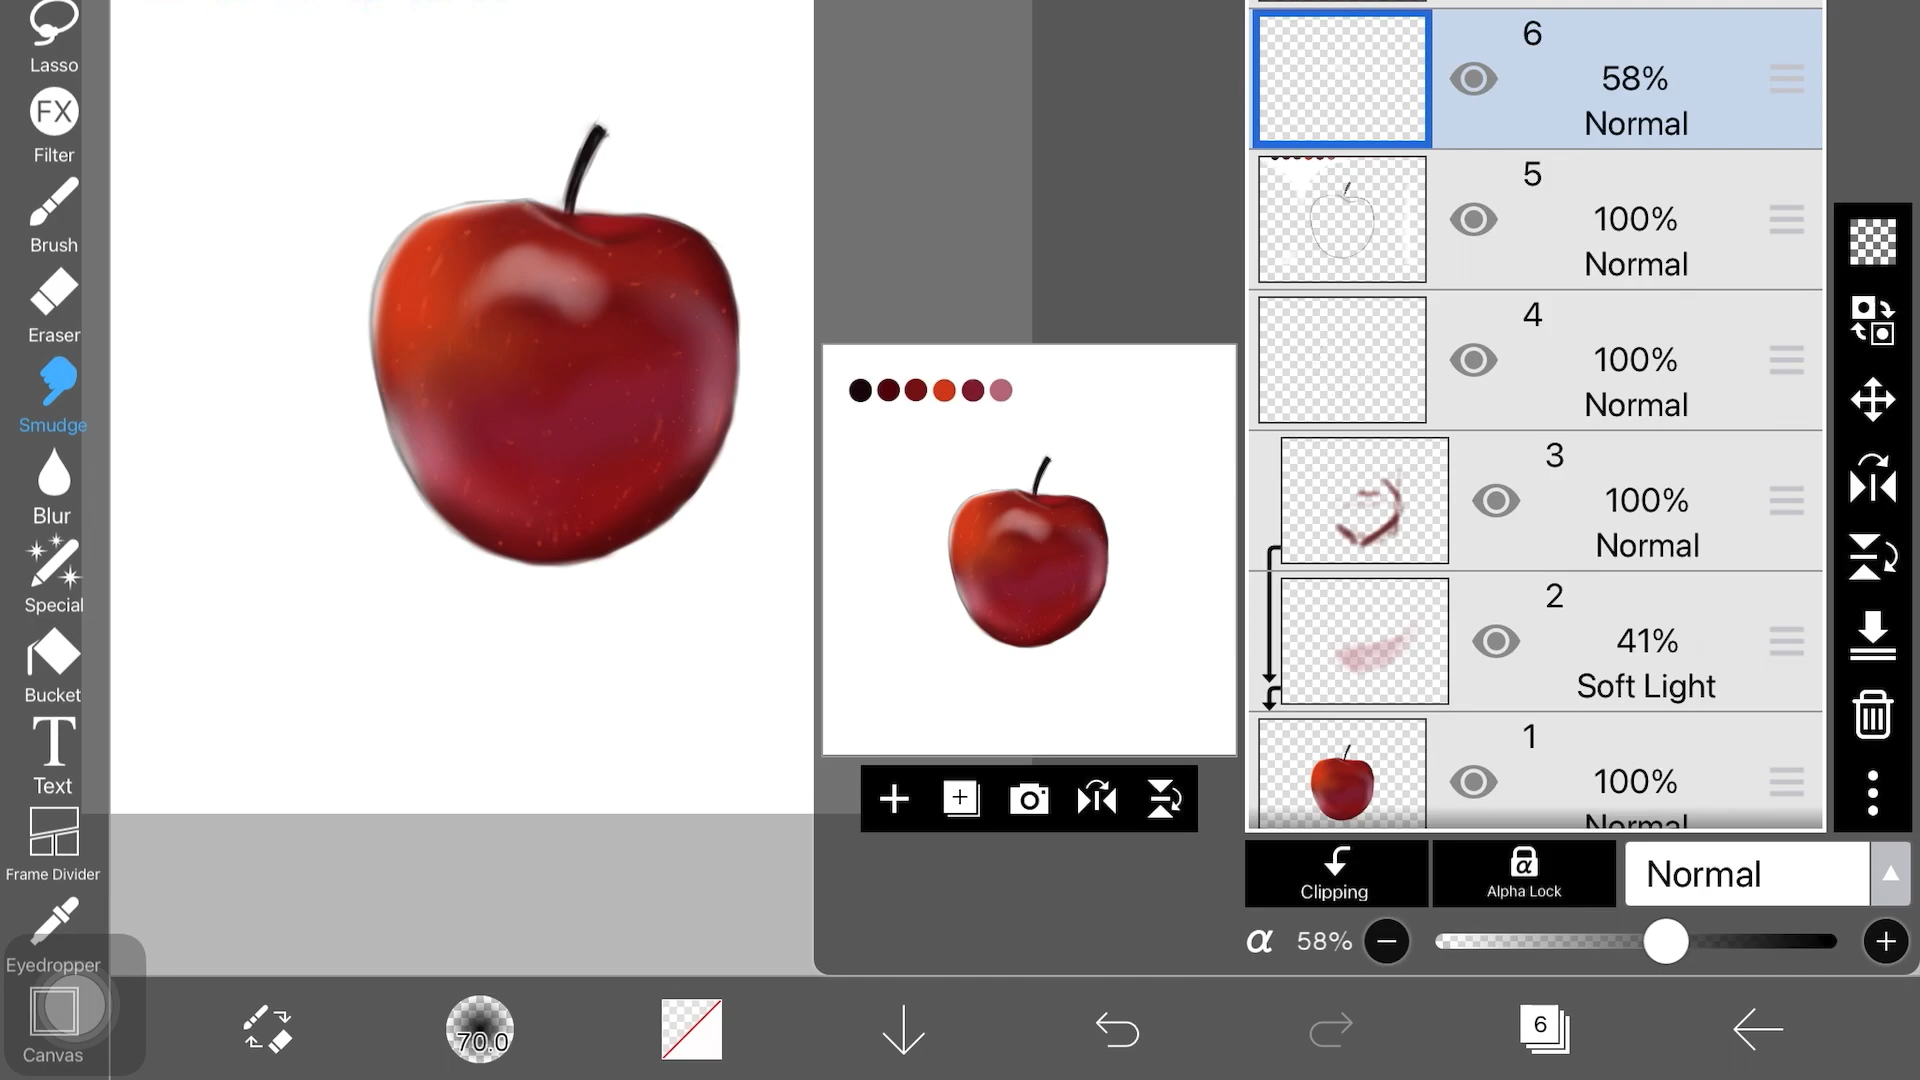 Lasso
FX
Filter
Brush
Eraser
Smudge
Blur
Special
Bucket
T
Text
Frame Divider
Eyedropper
Canvas
6
58%
Normal
5
100%
Normal
4
100%
Normal
3
100%
Normal
2
41%
Soft Light
1
100%
Normal
Clipping
α
Alpha Lock
Normal
α 58%
70.0
6